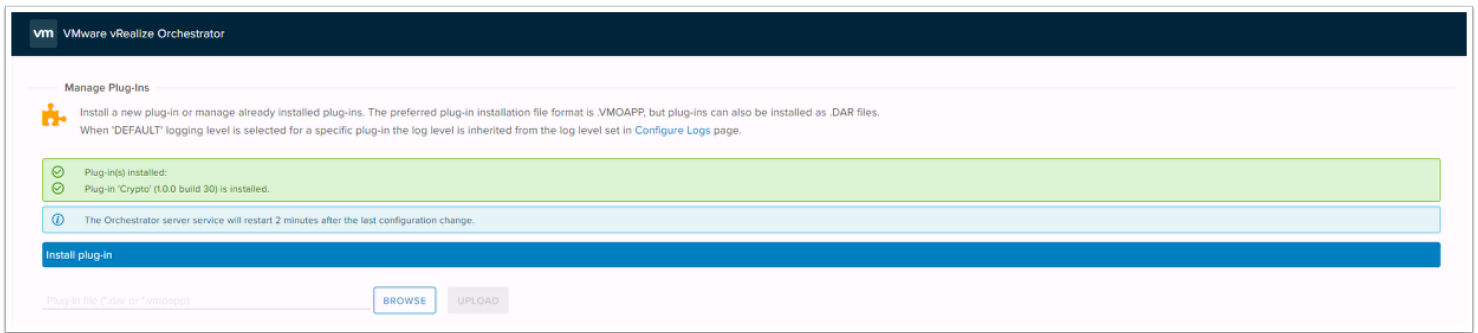 vm VMware vRealize Orchestrator
Manage Plug-Ins
Install a new plug-in or manage already installed plug-ins. The preferred plug-in installation file format is .VMOAPP, but plug-ins can also be installed as .DAR files.
When 'DEFAULT' logging level is selected for a specific plug-in the log level is inherited from the log level set in Configure Logs page.
Plug-in(s) installed:
Plug-in 'Crypto' (1.0.0 build 30) is installed.
The Orchestrator server service will restart 2 minutes after the last configuration change.
Install plug-in
Plug-in file (*.dar or *.vmoapp) BROWSE UPLOAD